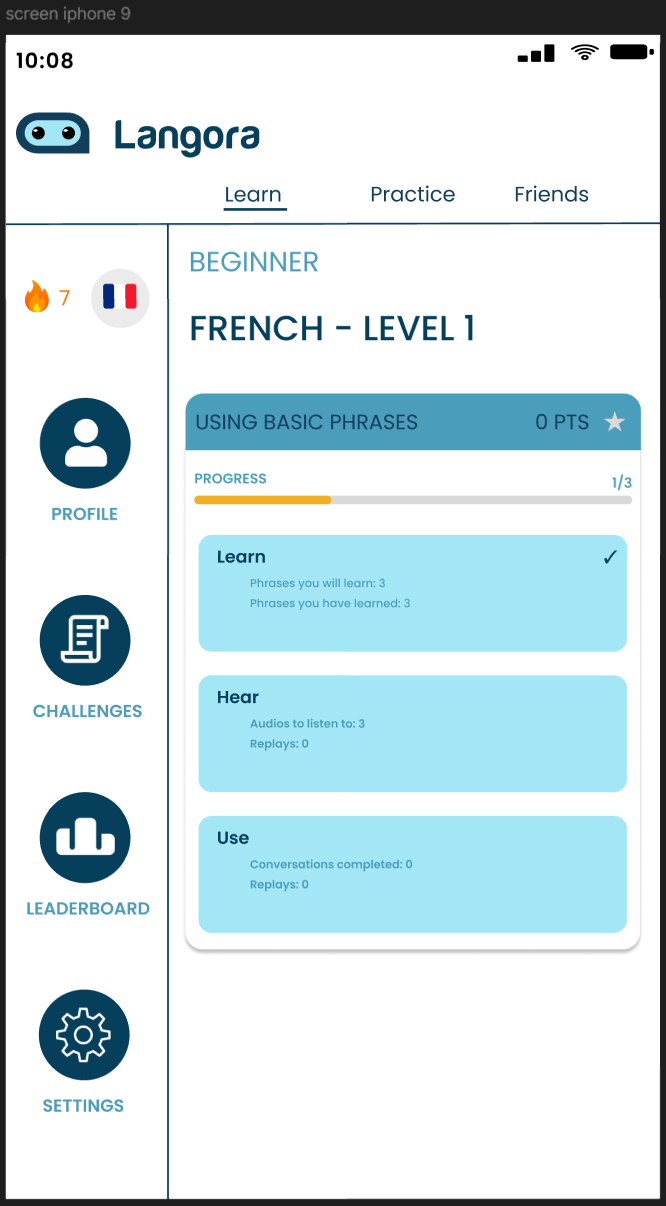 screen iphone 9
10:08
Langora
Learn Practice Friends
7
BEGINNER
FRENCH - LEVEL 1
PROFILE
CHALLENGES
LEADERBOARD
SETTINGS
USING BASIC PHRASES 0 PTS
PROGRESS 1/3
Learn ✓
Phrases you will learn: 3
Phrases you have learned: 3
Hear
Audios to listen to: 3
Replays: 0
Use
Conversations completed: 0
Replays: 0